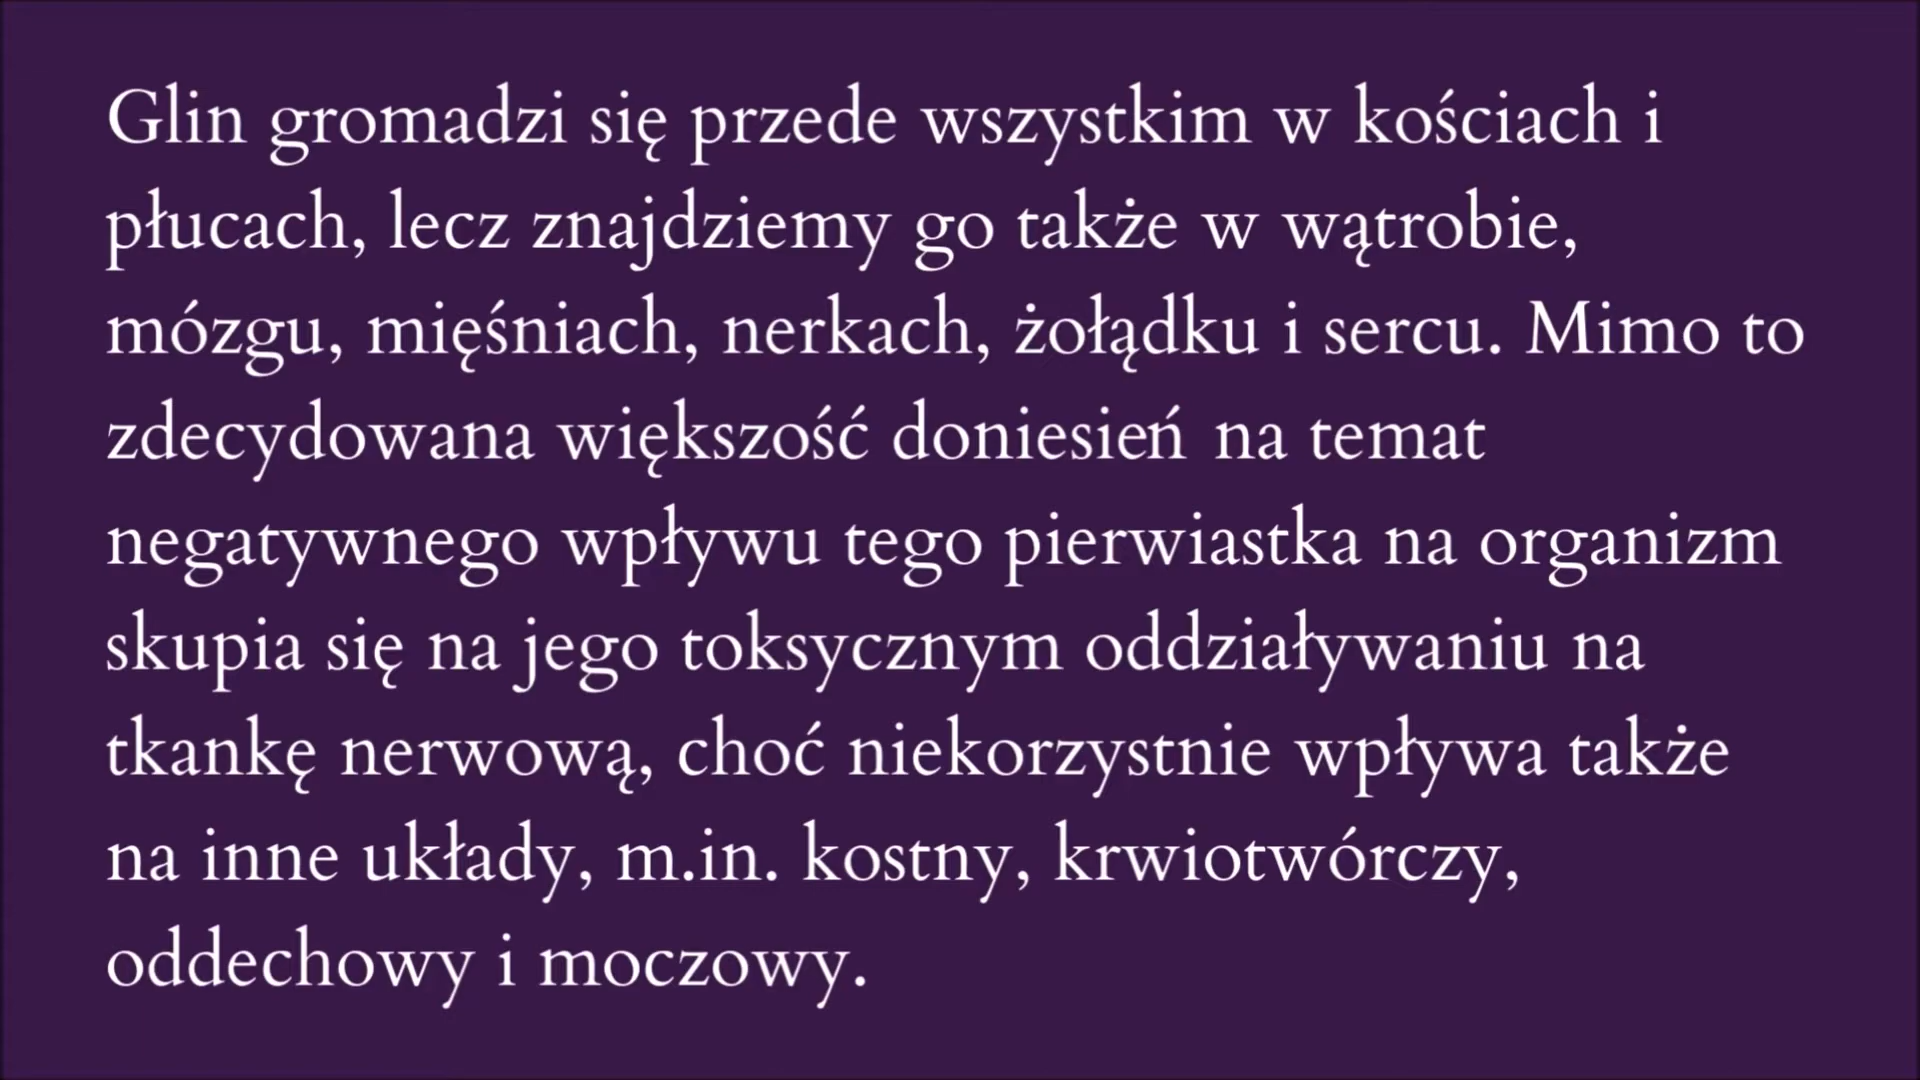 Glin gromadzi się przede wszystkim w kościach i
płucach, lecz znajdziemy go także w wątrobie,
mózgu, mięśniach, nerkach, żołądku i sercu. Mimo to
zdecydowana większość doniesień na temat
negatywnego wpływu tego pierwiastka na organizm
skupia się na jego toksycznym oddziaływaniu na
tkankę nerwową, choć niekorzystnie wpływa także
na inne układy, m.in. kostny, krwiotwórczy,
oddechowy i moczowy.